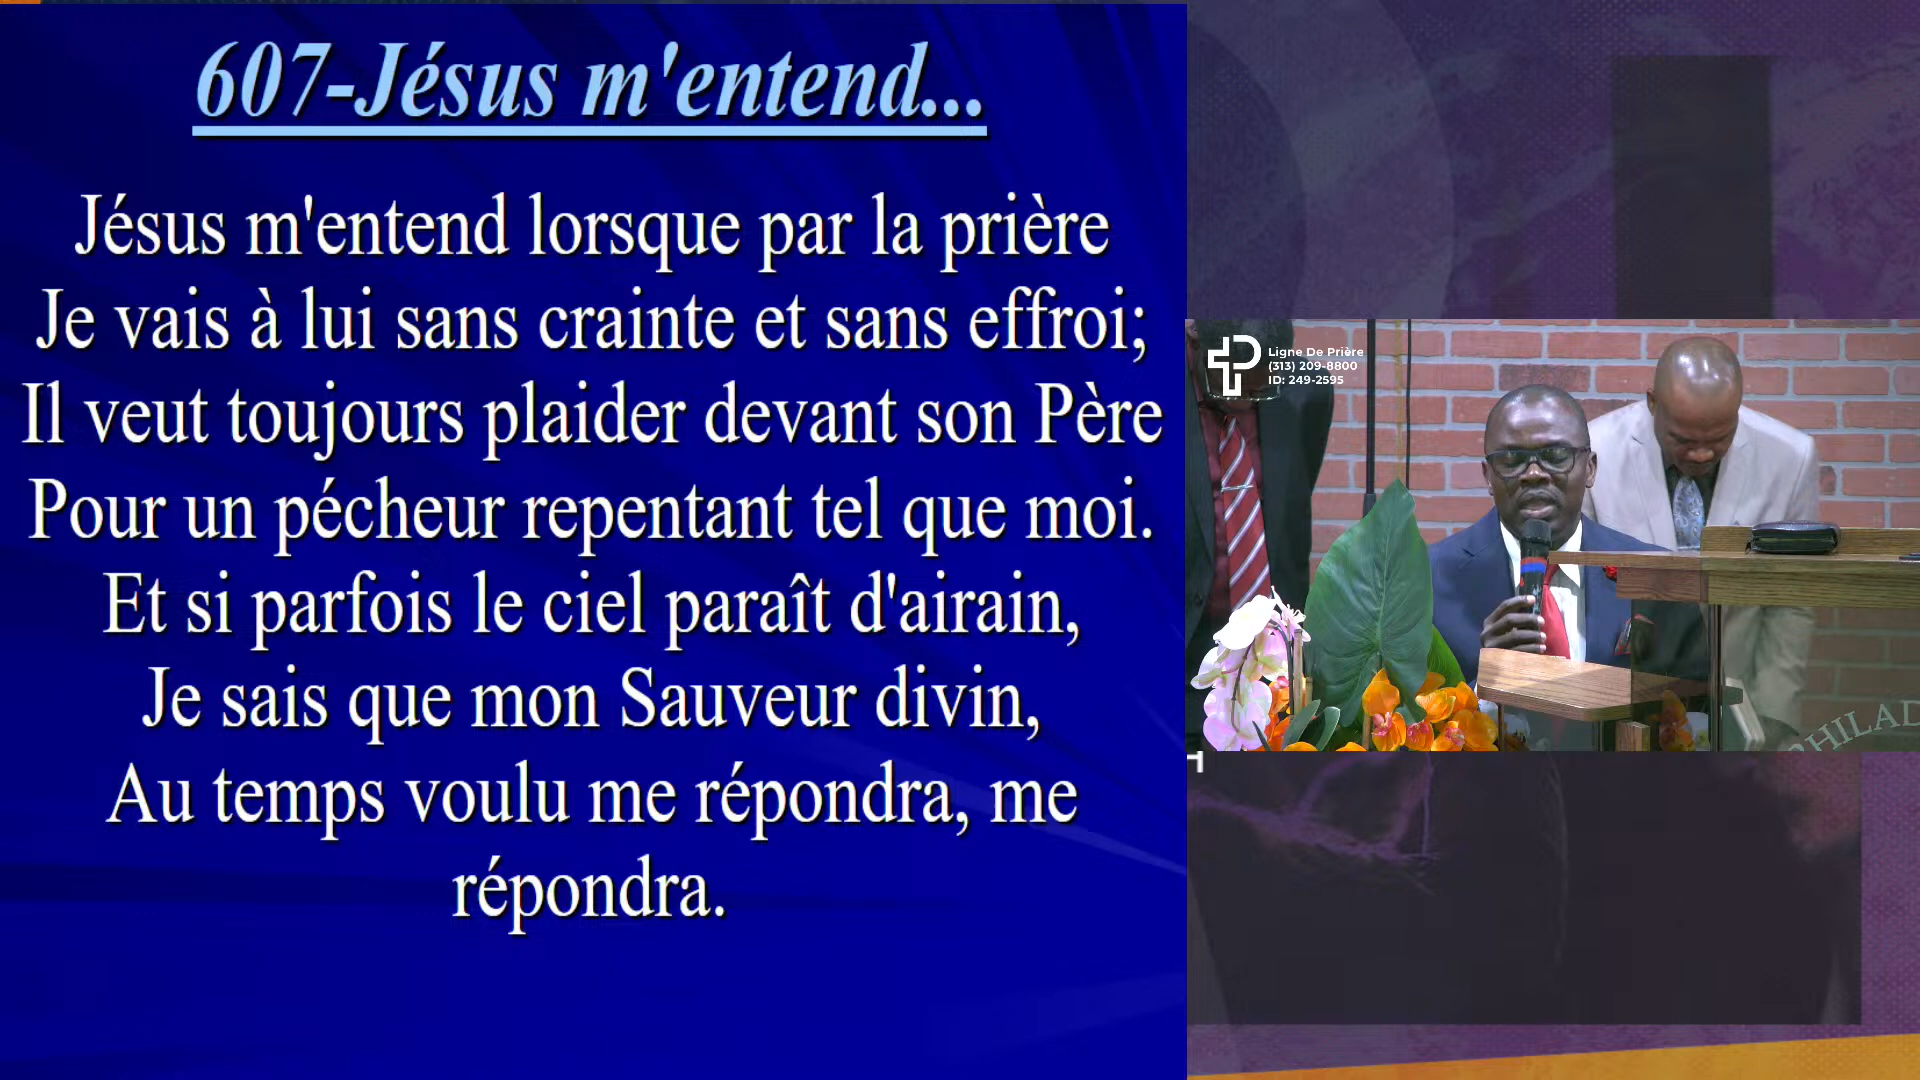 607-Jésus m'entend...
Jésus m'entend lorsque par la prière
Je vais à lui sans crainte et sans effroi;
Il veut toujours plaider devant son Père
Pour un pécheur repentant tel que moi.
Et si parfois le ciel paraît d'airain,
Je sais que mon Sauveur divin,
Au temps voulu me répondra, me
répondra.
Ligne De Prière
(313) 209-8800
ID: 249-2595
PHILAD
H